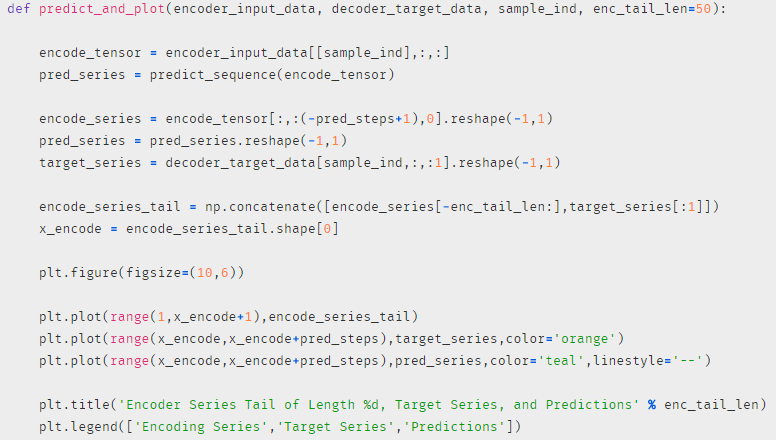 def predict_and_plot(encoder_input_data, decoder_target_data, sample_ind, enc_tail_len=50):
encode_tensor = encoder_input_data[[sample_ind],:,:]
pred_series = predict_sequence(encode_tensor)
encode_series = encode_tensor[:,:(-pred_steps+1),0].reshape(-1,1)
pred_series = pred_series.reshape(-1,1)
target_series = decoder_target_data[sample_ind,:,:1].reshape(-1,1)
encode_series_tail = np.concatenate([encode_series[-enc_tail_len:],target_series[:1]])
x_encode = encode_series_tail.shape[0]
plt.figure(figsize=(10,6))
plt.plot(range(1,x_encode+1),encode_series_tail)
plt.plot(range(x_encode,x_encode+pred_steps),target_series,color='orange')
plt.plot(range(x_encode,x_encode+pred_steps),pred_series,color='teal',linestyle='--')
plt.title('Encoder Series Tail of Length %d, Target Series, and Predictions' % enc_tail_len)
plt.legend(['Encoding Series','Target Series','Predictions'])